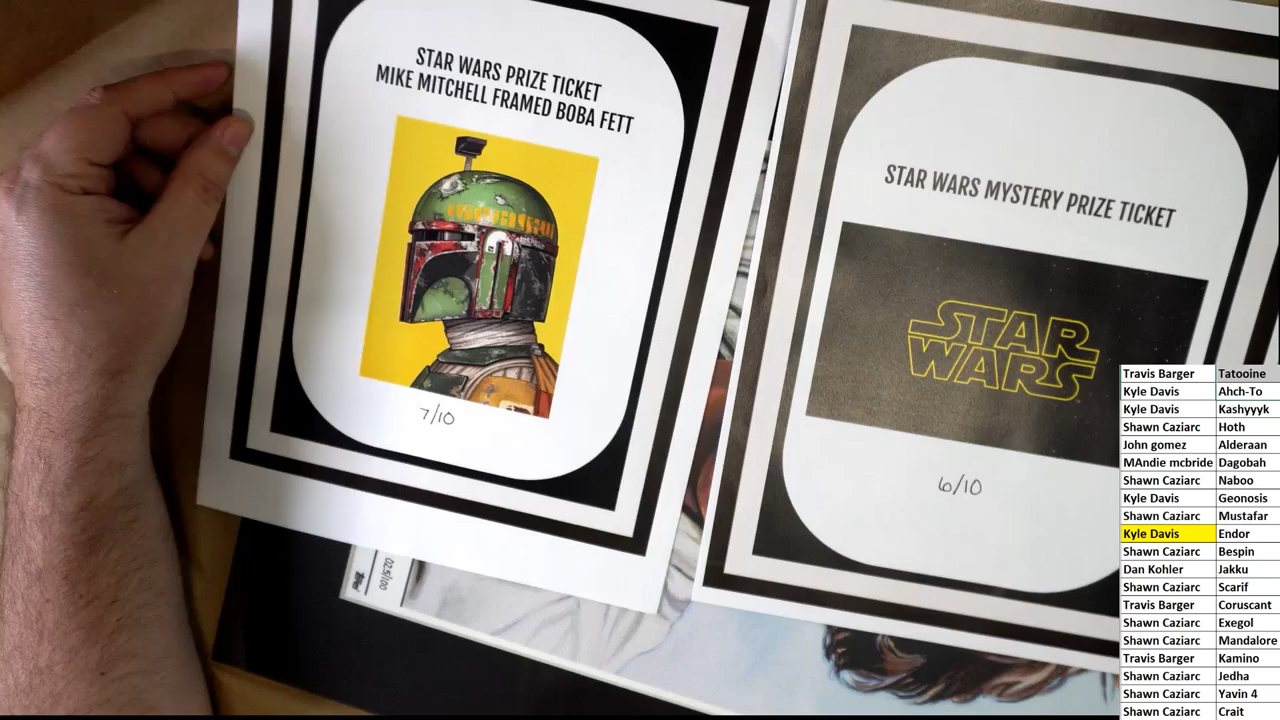 STAR WARS PRIZE TICKET
MIKE MITCHELL FRAMED BOBA FETT
7/10
STAR WARS MYSTERY PRIZE TICKET
STAR
WARS
6/10
025/100
Travis Barger Tatooine
Kyle Davis Ahch-To
Kyle Davis Kashyyyk
Shawn Caziarc Hoth
John gomez Alderaan
MAndie mcbride Dagobah
Shawn Caziarc Naboo
Kyle Davis Geonosis
Shawn Caziarc Mustafar
Kyle Davis Endor
Shawn Caziarc Bespin
Dan Kohler Jakku
Shawn Caziarc Scarif
Travis Barger Coruscant
Shawn Caziarc Exegol
Shawn Caziarc Mandalore
Travis Barger Kamino
Shawn Caziarc Jedha
Shawn Caziarc Yavin 4
Shawn Caziarc Crait